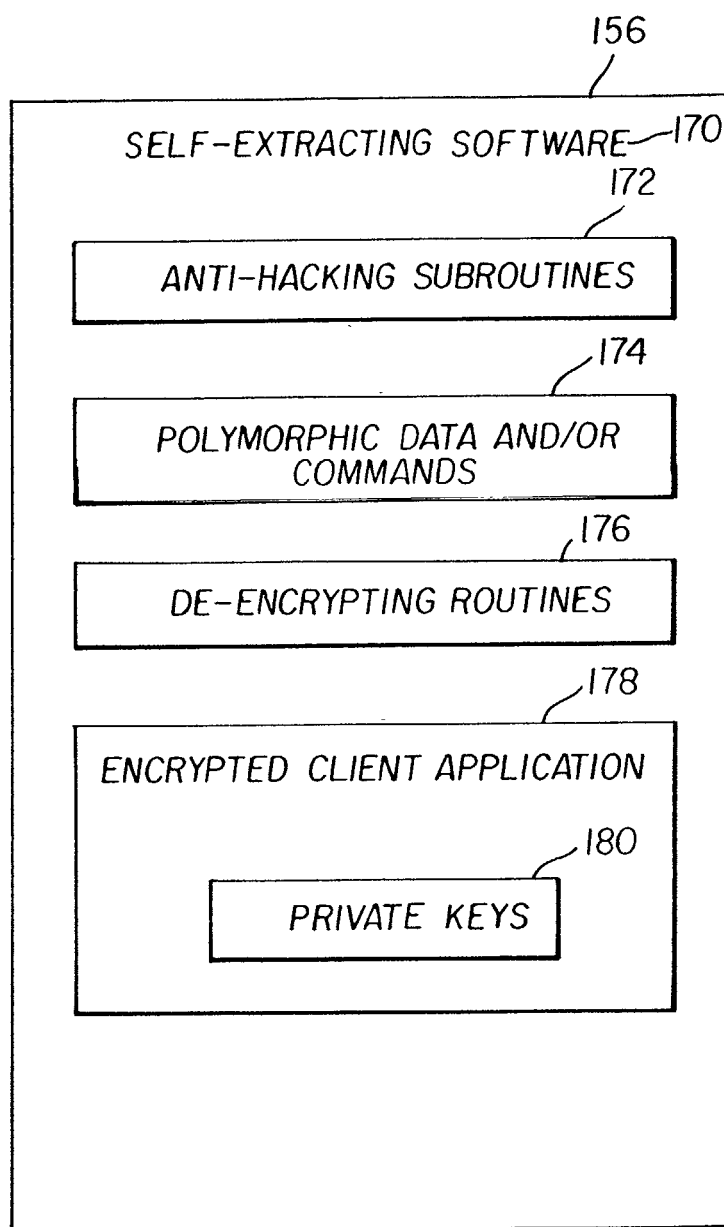 156
SELF-EXTRACTING SOFTWARE 170
172
ANTI-HACKING SUBROUTINES
174
POLYMORPHIC DATA AND/OR
COMMANDS
176
DE-ENCRYPTING ROUTINES
178
ENCRYPTED CLIENT APPLICATION
180
PRIVATE KEYS